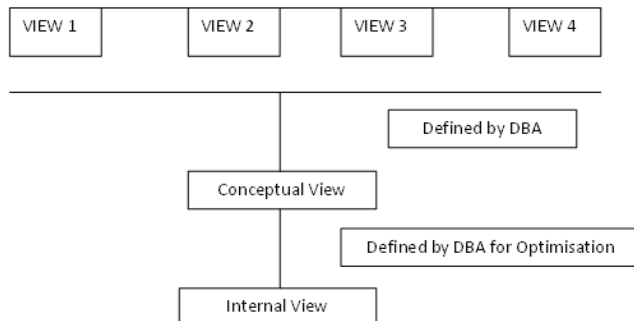 VIEW 1
VIEW 2
VIEW 3
VIEW 4
Defined by DBA
Conceptual View
Defined by DBA for Optimisation
Internal View